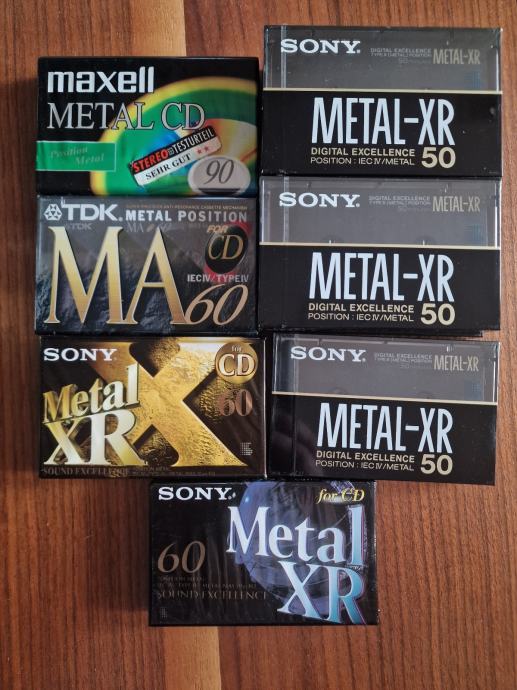 maxell
METAL CD
Position
Metal
STEREO TESTURTEIL
SEHR GUT ★★
90
TDK METAL POSITION
MA
FOR
CD
IECIV/TYPEIV
60
SONY
Metal
XR
X
for
CD
60
SOUND EXCELLENCE
SONY
DIGITAL EXCELLENCE
METAL-XR
METAL-XR
DIGITAL EXCELLENCE
POSITION : IEC IV/METAL 50
SONY
DIGITAL EXCELLENCE
METAL-XR
METAL-XR
DIGITAL EXCELLENCE
POSITION : IEC IV/METAL 50
SONY
DIGITAL EXCELLENCE
METAL-XR
METAL-XR
DIGITAL EXCELLENCE
POSITION : IEC IV/METAL 50
SONY
for CD
60
Metal
XR
SOUND EXCELLENCE